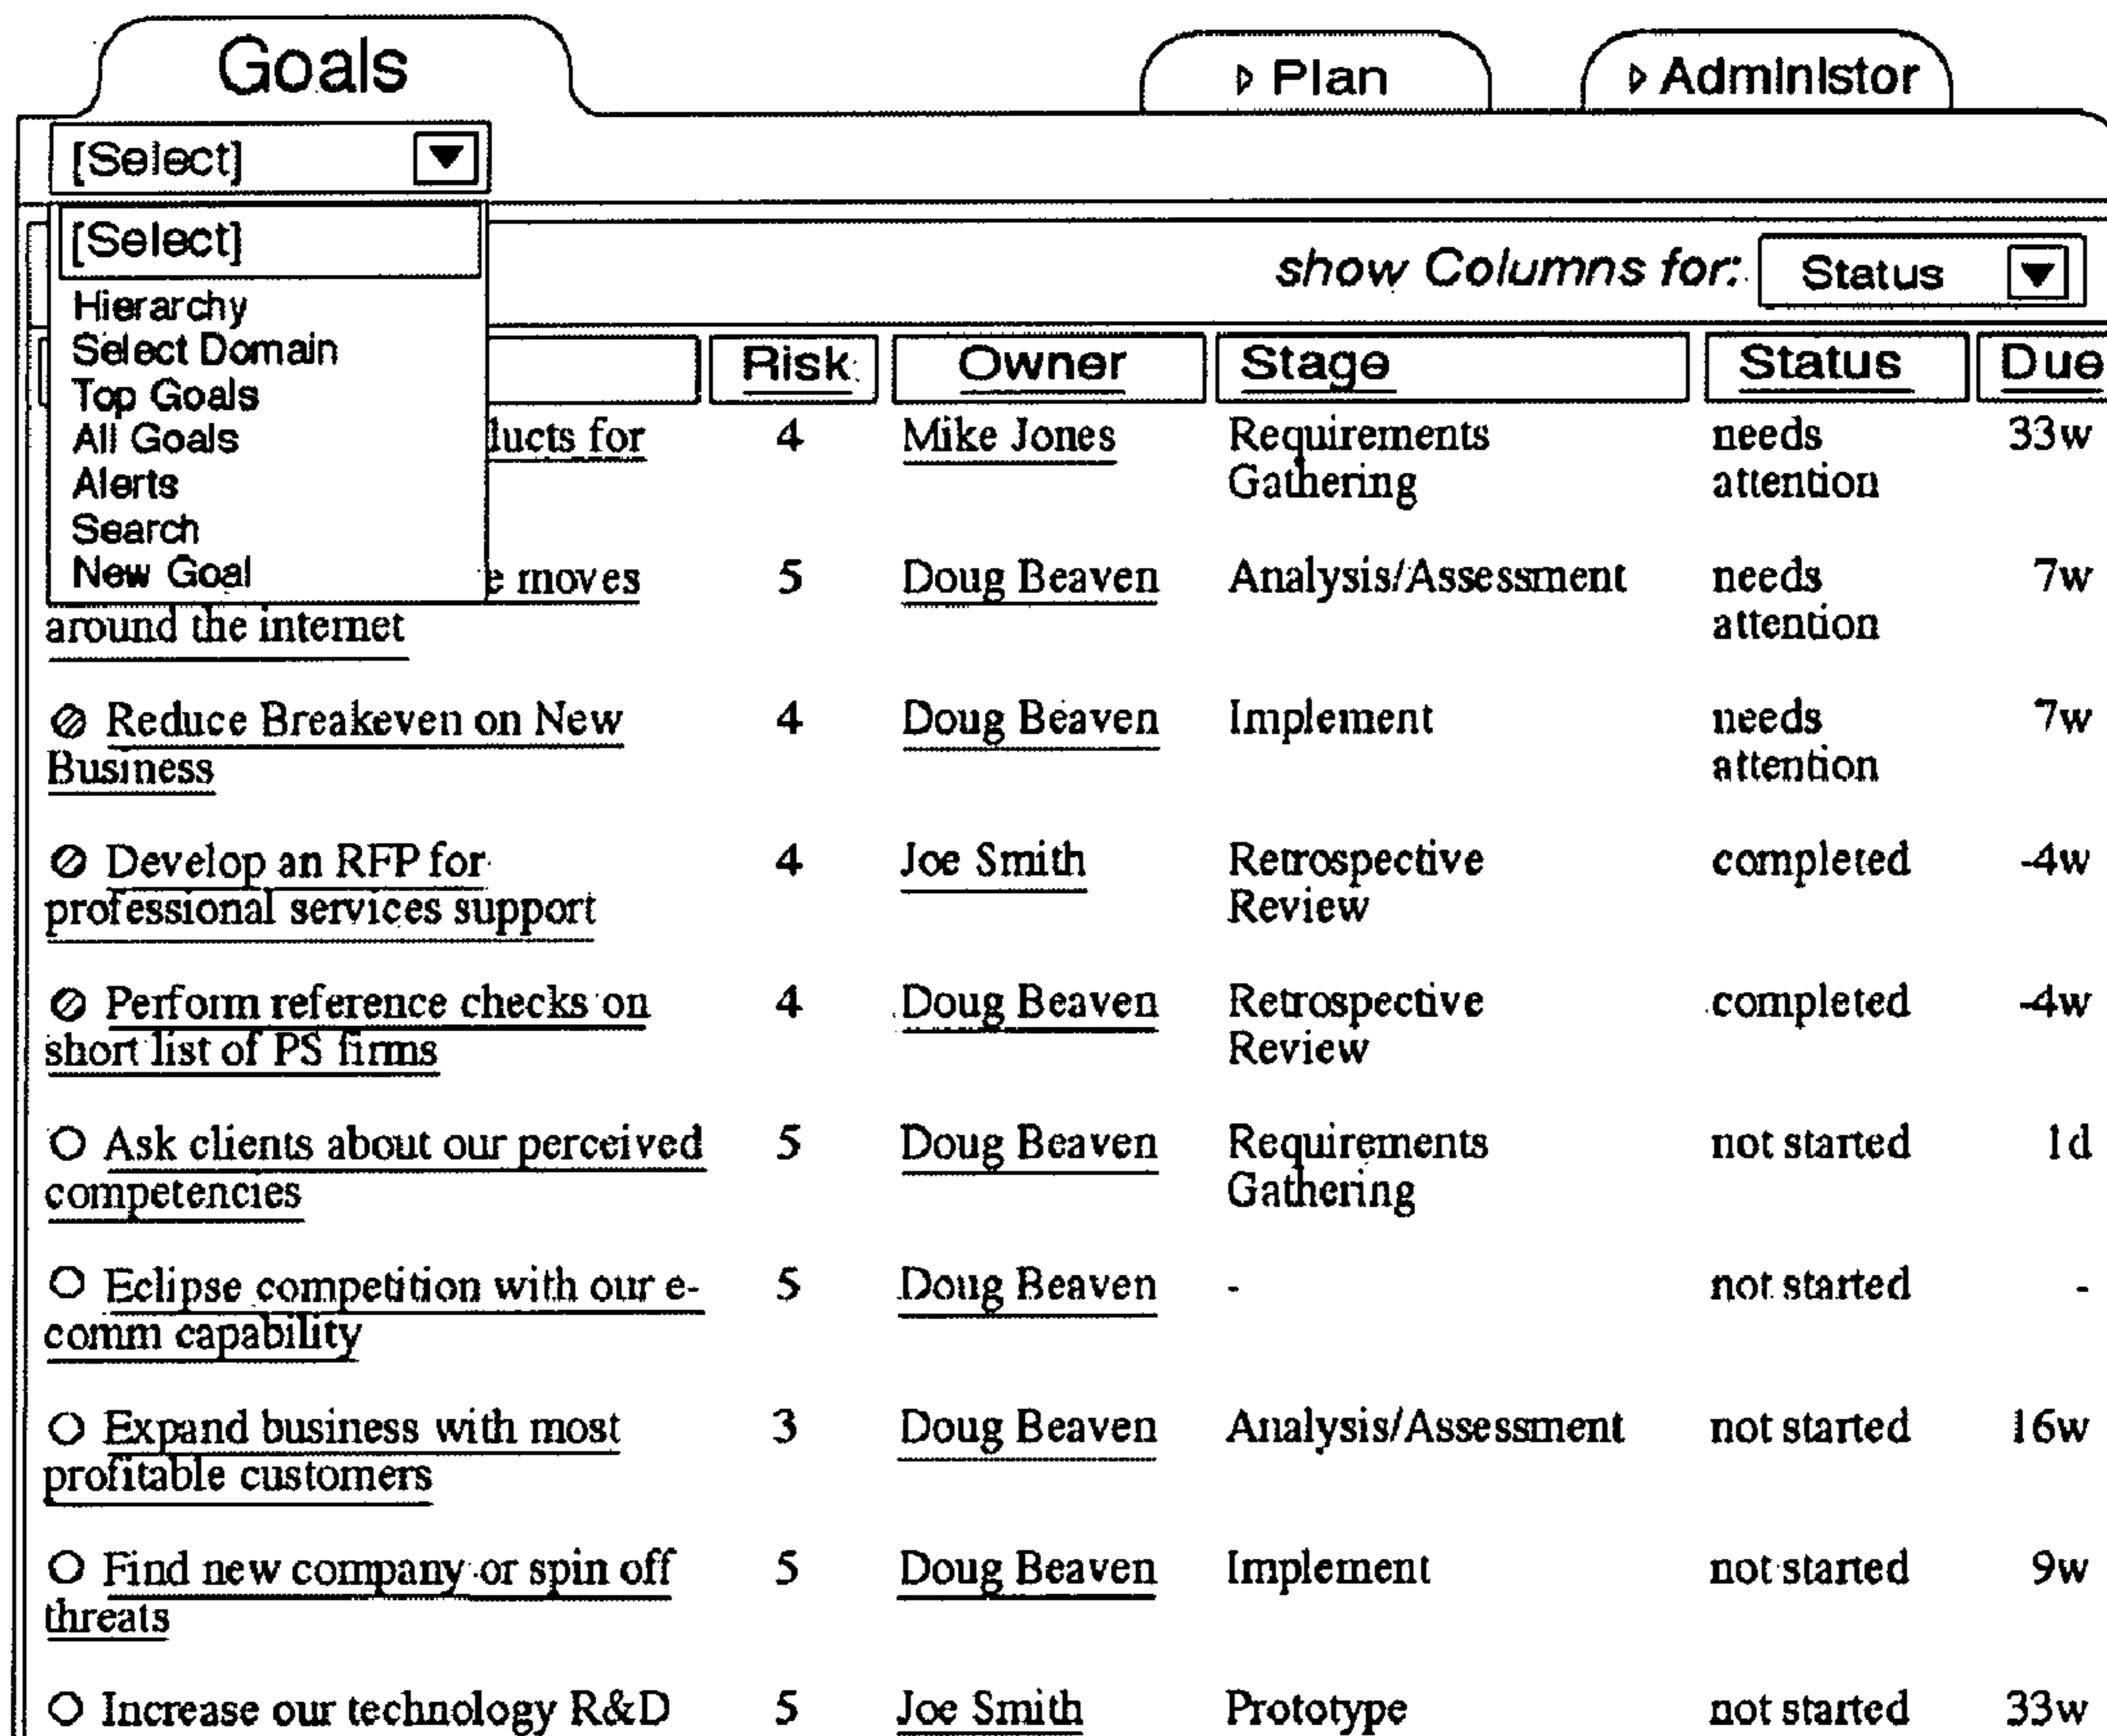 Goals
▹ Plan
▹ Administor
[Select]
[Select]
Hierarchy
Select Domain
Top Goals
All Goals
Alerts
Search
New Goal
show Columns for: Status
Risk Owner Stage Status Due
for 4 Mike Jones Requirements needs 33w
Gathering attention
moves 5 Doug Beaven Analysis/Assessment needs 7w
around the internet attention
Reduce Breakeven on New 4 Doug Beaven Implement needs 7w
Business attention
Develop an RFP for 4 Joe Smith Retrospective completed -4w
professional services support Review
Perform reference checks on 4 Doug Beaven Retrospective completed -4w
short list of PS firms Review
Ask clients about our perceived 5 Doug Beaven Requirements not started 1d
competencies Gathering
Eclipse competition with our e- 5 Doug Beaven - not started -
comm capability
Expand business with most 3 Doug Beaven Analysis/Assessment not started 16w
profitable customers
Find new company or spin off 5 Doug Beaven Implement not started 9w
threats
Increase our technology R&D 5 Joe Smith Prototype not started 33w